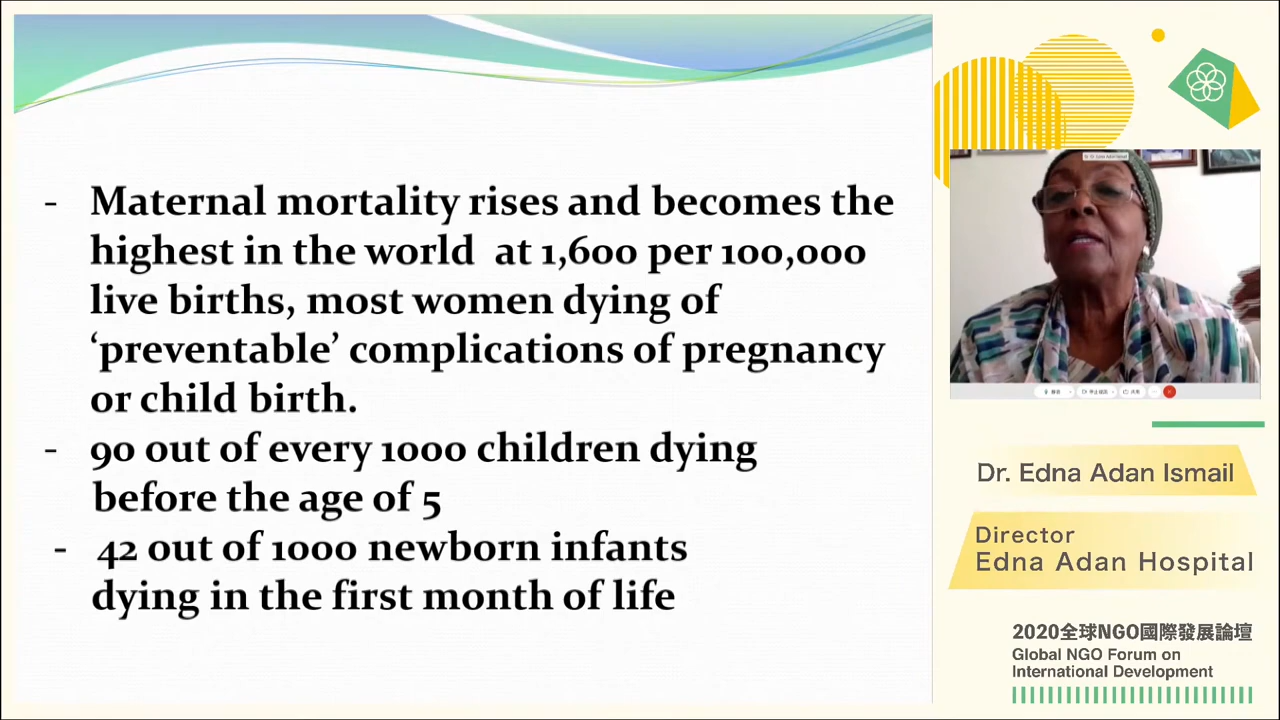 - Maternal mortality rises and becomes the
highest in the world at 1,600 per 100,000
live births, most women dying of
‘preventable’ complications of pregnancy
or child birth.
- 90 out of every 1000 children dying
before the age of 5
- 42 out of 1000 newborn infants
dying in the first month of life
Dr. Edna Adan Ismail
Dr. Edna Adan Ismail
Director
Edna Adan Hospital
2020全球NGO國際發展論壇
Global NGO Forum on
International Development